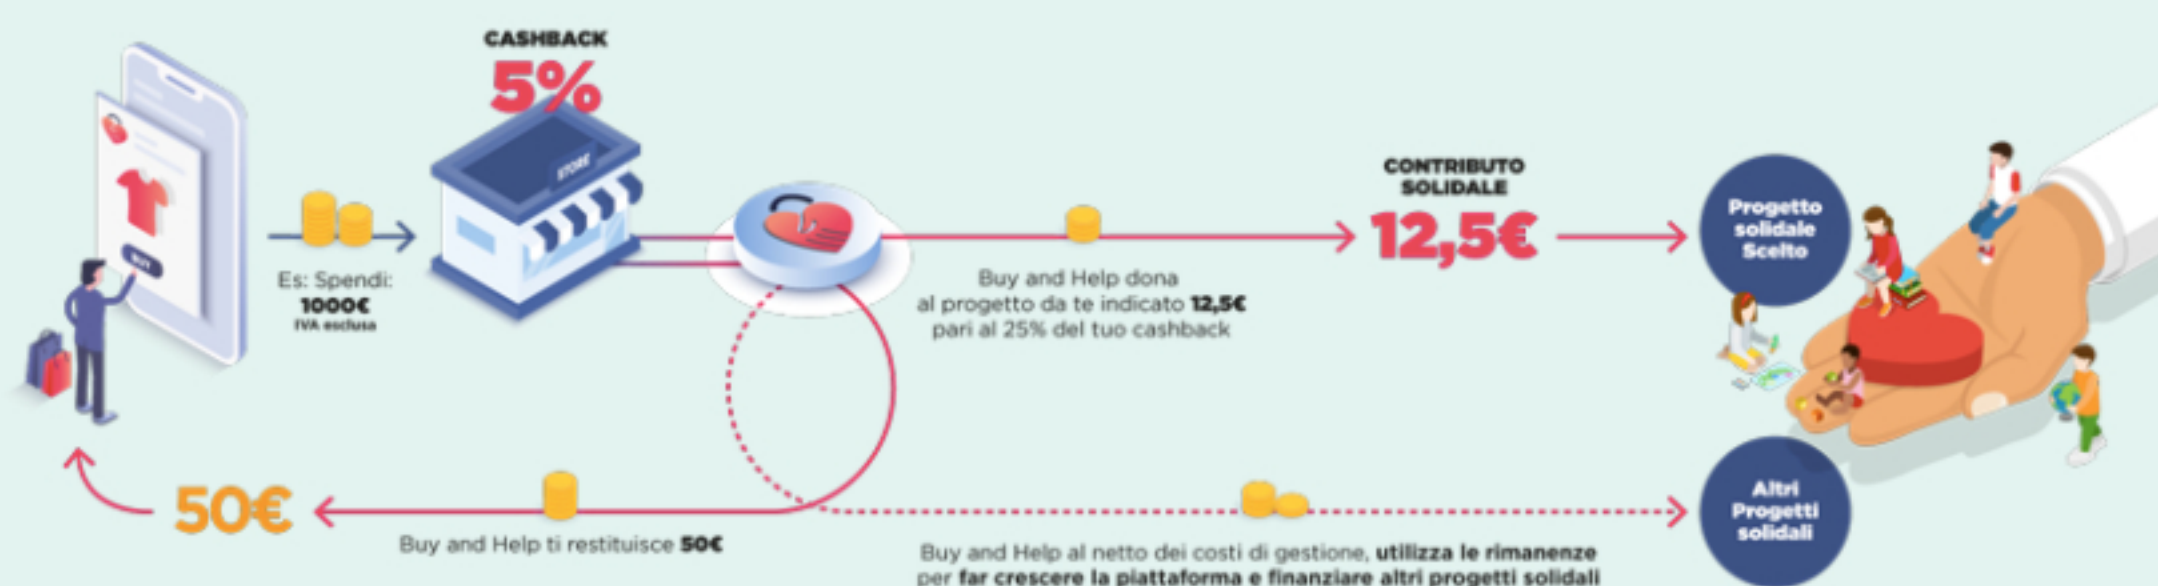 CASHBACK
5%
STORE
BUY
Es: Spendi:
1000€
IVA esclusa
Buy and Help dona
al progetto da te indicato 12,5€
pari al 25% del tuo cashback
CONTRIBUTO
SOLIDALE
12,5€
Progetto
solidale
Scelto
50€
Buy and Help ti restituisce 50€
Buy and Help al netto dei costi di gestione, utilizza le rimanenze
per far crescere la piattaforma e finanziare altri progetti solidali
Altri
Progetti
solidali